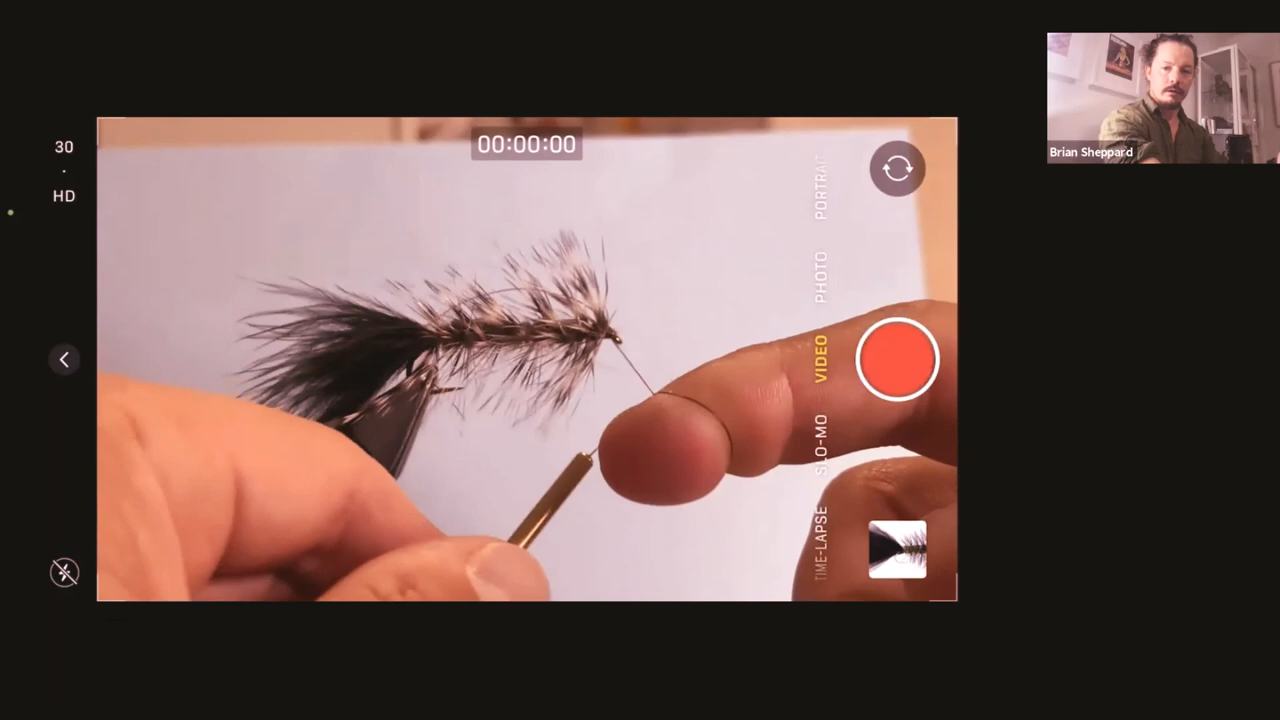 30
HD
00:00:00
PORTRAIT
PHOTO
VIDEO
SLO-MO
TIME-LAPSE
Brian Sheppard